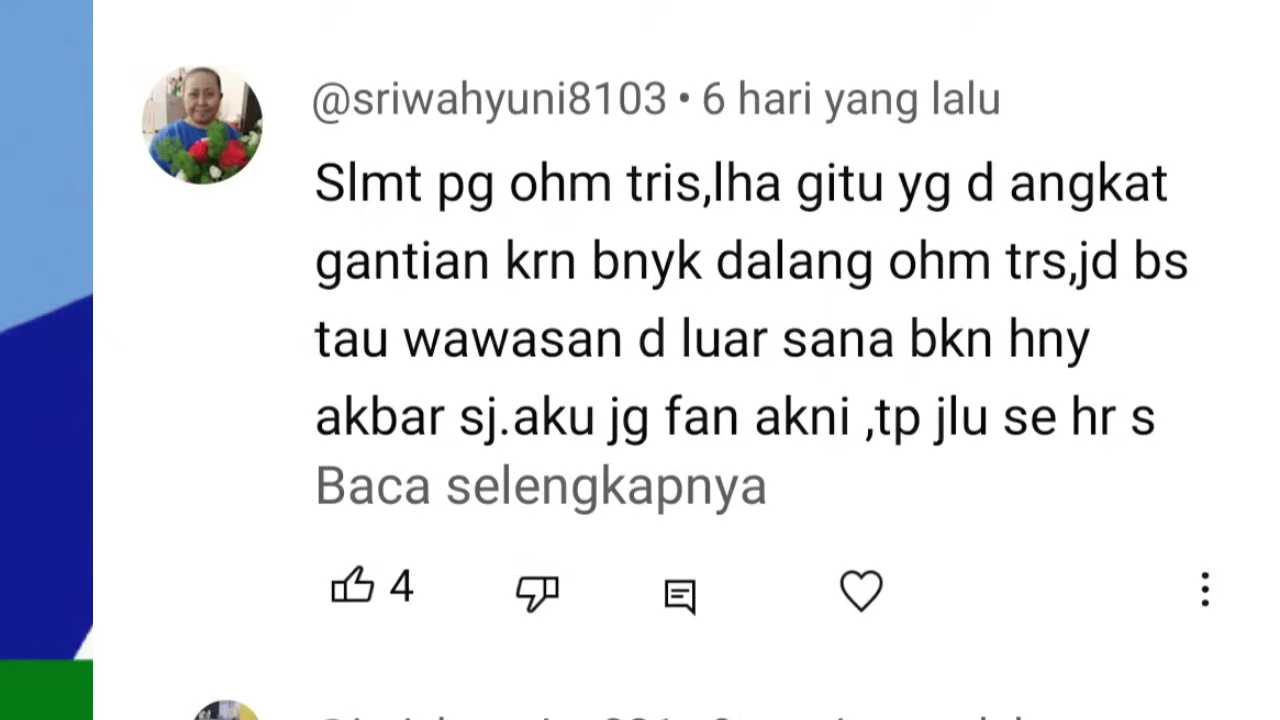 @sriwahyuni8103 • 6 hari yang lalu
Slmt pg ohm tris,lha gitu yg d angkat
gantian krn bnyk dalang ohm trs,jd bs
tau wawasan d luar sana bkn hny
akbar sj.aku jg fan akni ,tp jlu se hr s
Baca selengkapnya
4